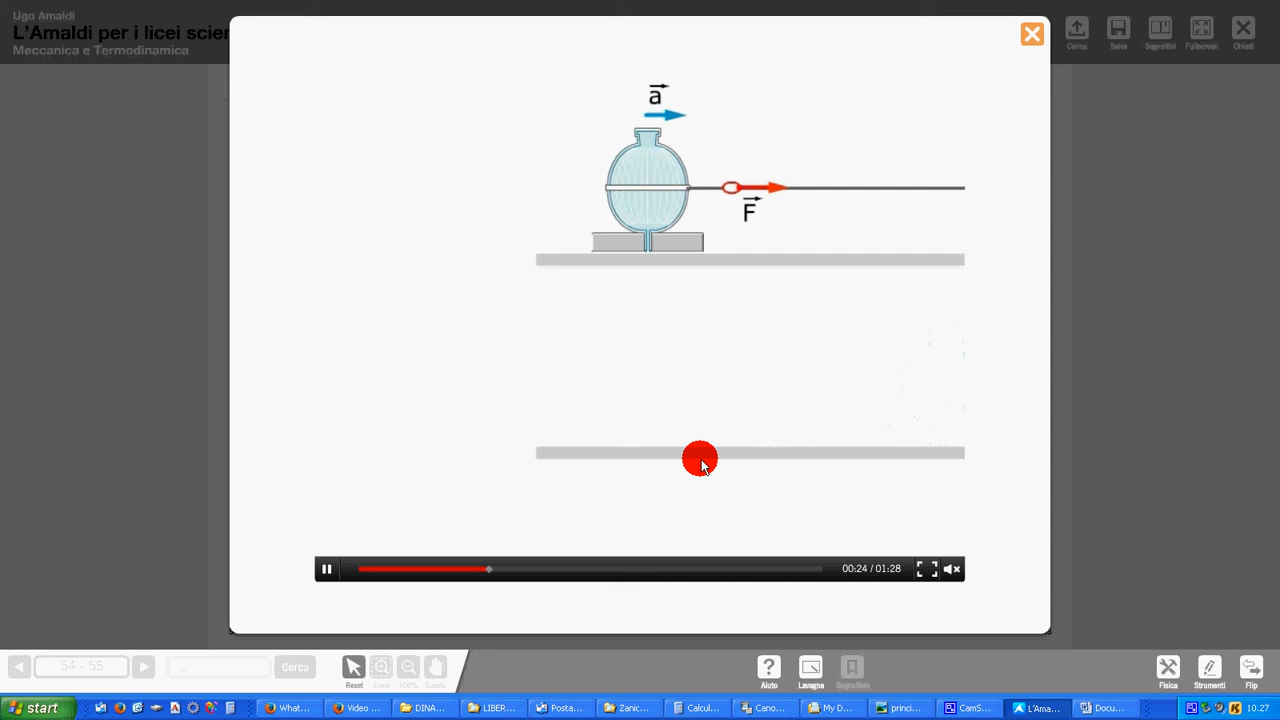 Ugo Amaldi
L'Amaldi per i licei scien
Meccanica e Termodinamica
Carica
Salva
Segnalibri
Fullscreen
Chiudi
a
F
00:24 / 01:28
54 - 55
Cerca
Reset
Zoom
100%
Sposta
Aiuto
Lavagna
Segnalibro
Fisica
Strumenti
Flip
start
What...
Video ...
DINA...
LIBER...
Posta...
Zanic...
Calcul...
Cano...
My D...
princi...
CamS...
L'Ama...
Docu...
10.27